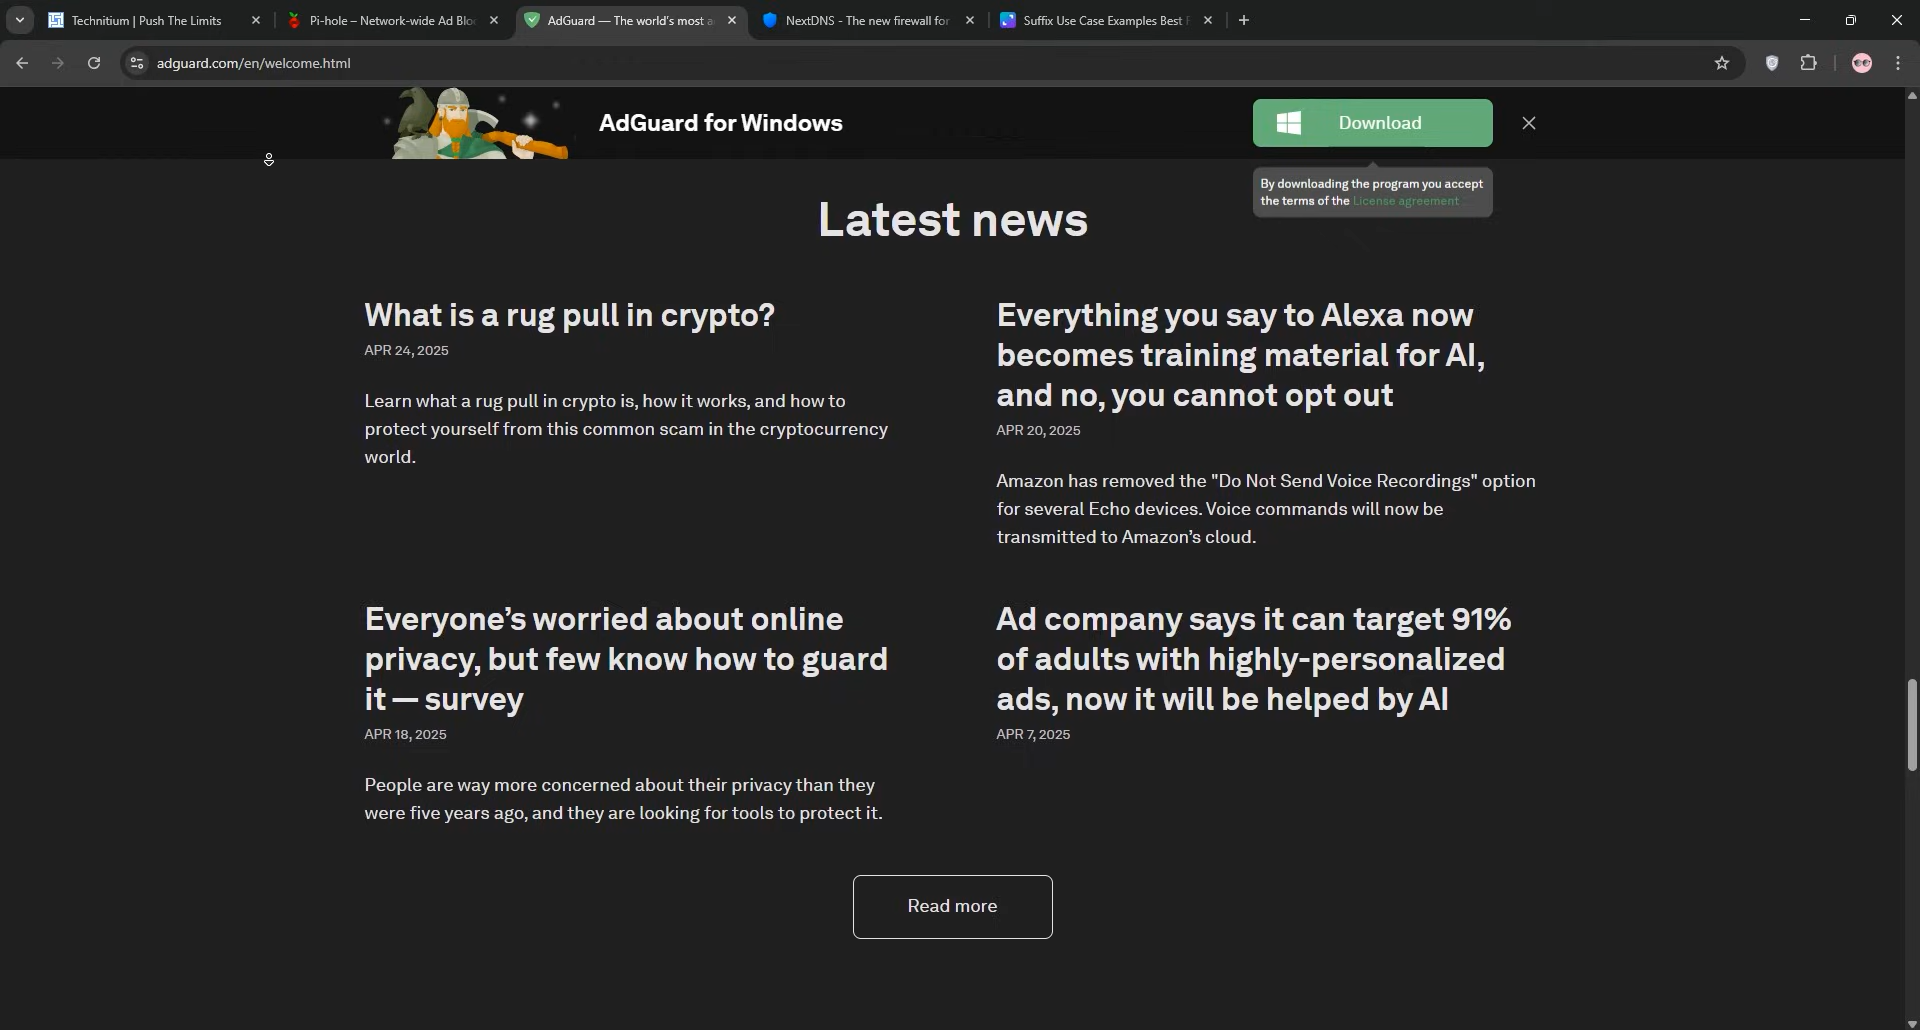 Technitium | Push The Limits
Pi-hole – Network-wide Ad Blo
AdGuard — The world's most a
NextDNS - The new firewall for
Suffix Use Case Examples Best F
adguard.com/en/welcome.html
AdGuard for Windows
Download
By downloading the program you accept
the terms of the License agreement
Latest news
What is a rug pull in crypto?
APR 24, 2025
Learn what a rug pull in crypto is, how it works, and how to
protect yourself from this common scam in the cryptocurrency
world.
Everything you say to Alexa now
becomes training material for AI,
and no, you cannot opt out
APR 20, 2025
Amazon has removed the "Do Not Send Voice Recordings" option
for several Echo devices. Voice commands will now be
transmitted to Amazon’s cloud.
Everyone’s worried about online
privacy, but few know how to guard
it — survey
APR 18, 2025
People are way more concerned about their privacy than they
were five years ago, and they are looking for tools to protect it.
Ad company says it can target 91%
of adults with highly-personalized
ads, now it will be helped by AI
APR 7, 2025
Read more